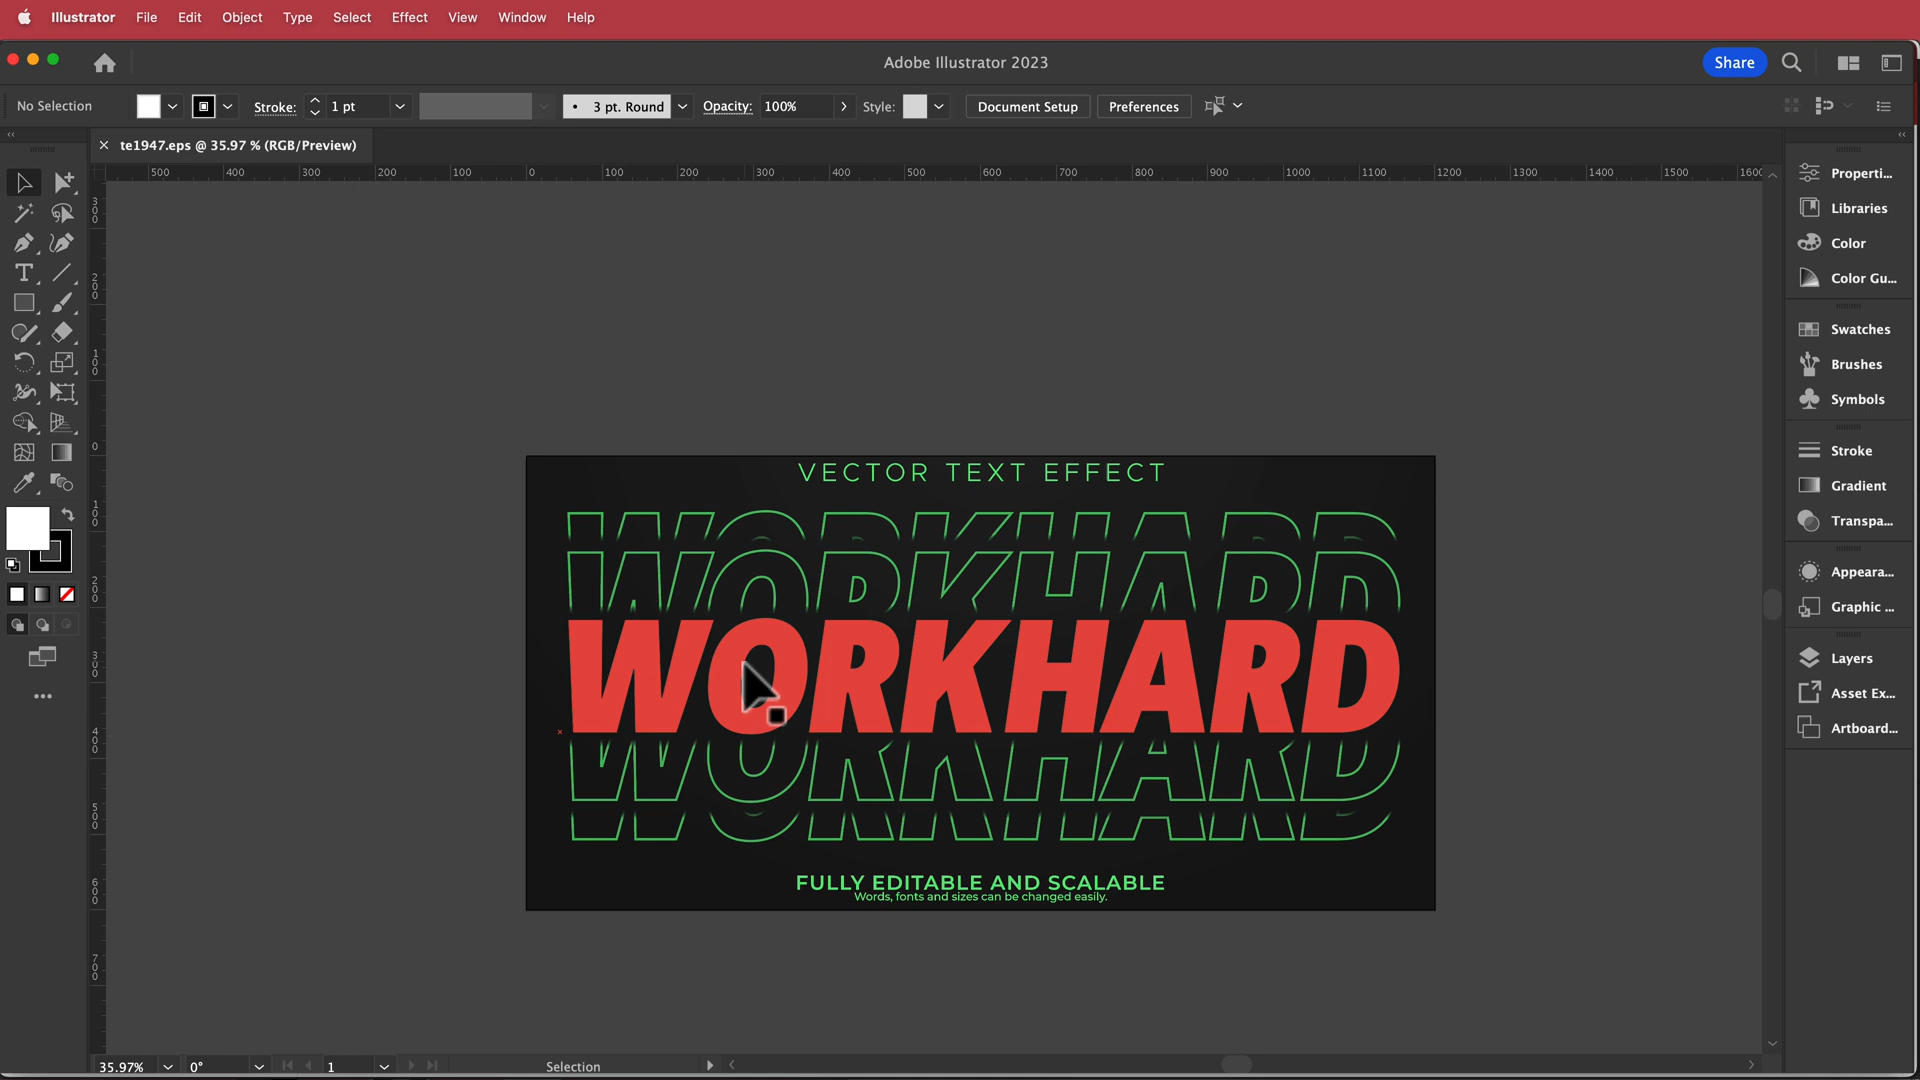 Illustrator File Edit Object Type Select Effect View Window Help
Adobe Illustrator 2023
Share
No Selection
Stroke:
1 pt
3 pt. Round
Opacity:
100%
Style:
Document Setup
Preferences
te1947.eps @ 35.97 % (RGB/Preview)
500 400 300 200 100 0 100 200 300 400 500 600 700 800 900 1000 1100 1200 1300 1400 1500 1600
300
200
100
0
100
200
300
400
500
600
700
Properti...
Libraries
Color
Color Gu...
Swatches
Brushes
Symbols
Stroke
Gradient
Transpa...
Appeara...
Graphic ...
Layers
Asset Ex...
Artboard...
VECTOR TEXT EFFECT
WORKHARD
WORKHARD
WORKHARD
WORKHARD
WORKHARD
FULLY EDITABLE AND SCALABLE
Words, fonts and sizes can be changed easily.
35.97% 0° 1 Selection